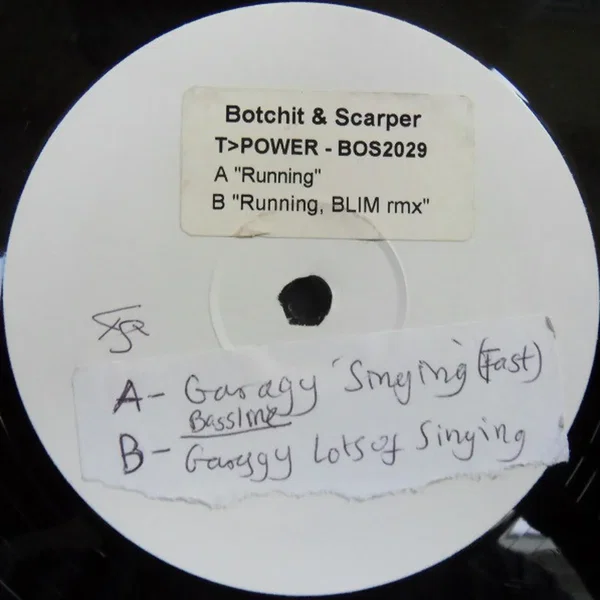 Botchit & Scarper
T>POWER - BOS2029
A "Running"
B "Running, BLIM rmx"
A- Garagy 'Singing' (Fast)
Bassline
B- Garagy Lots of Singing